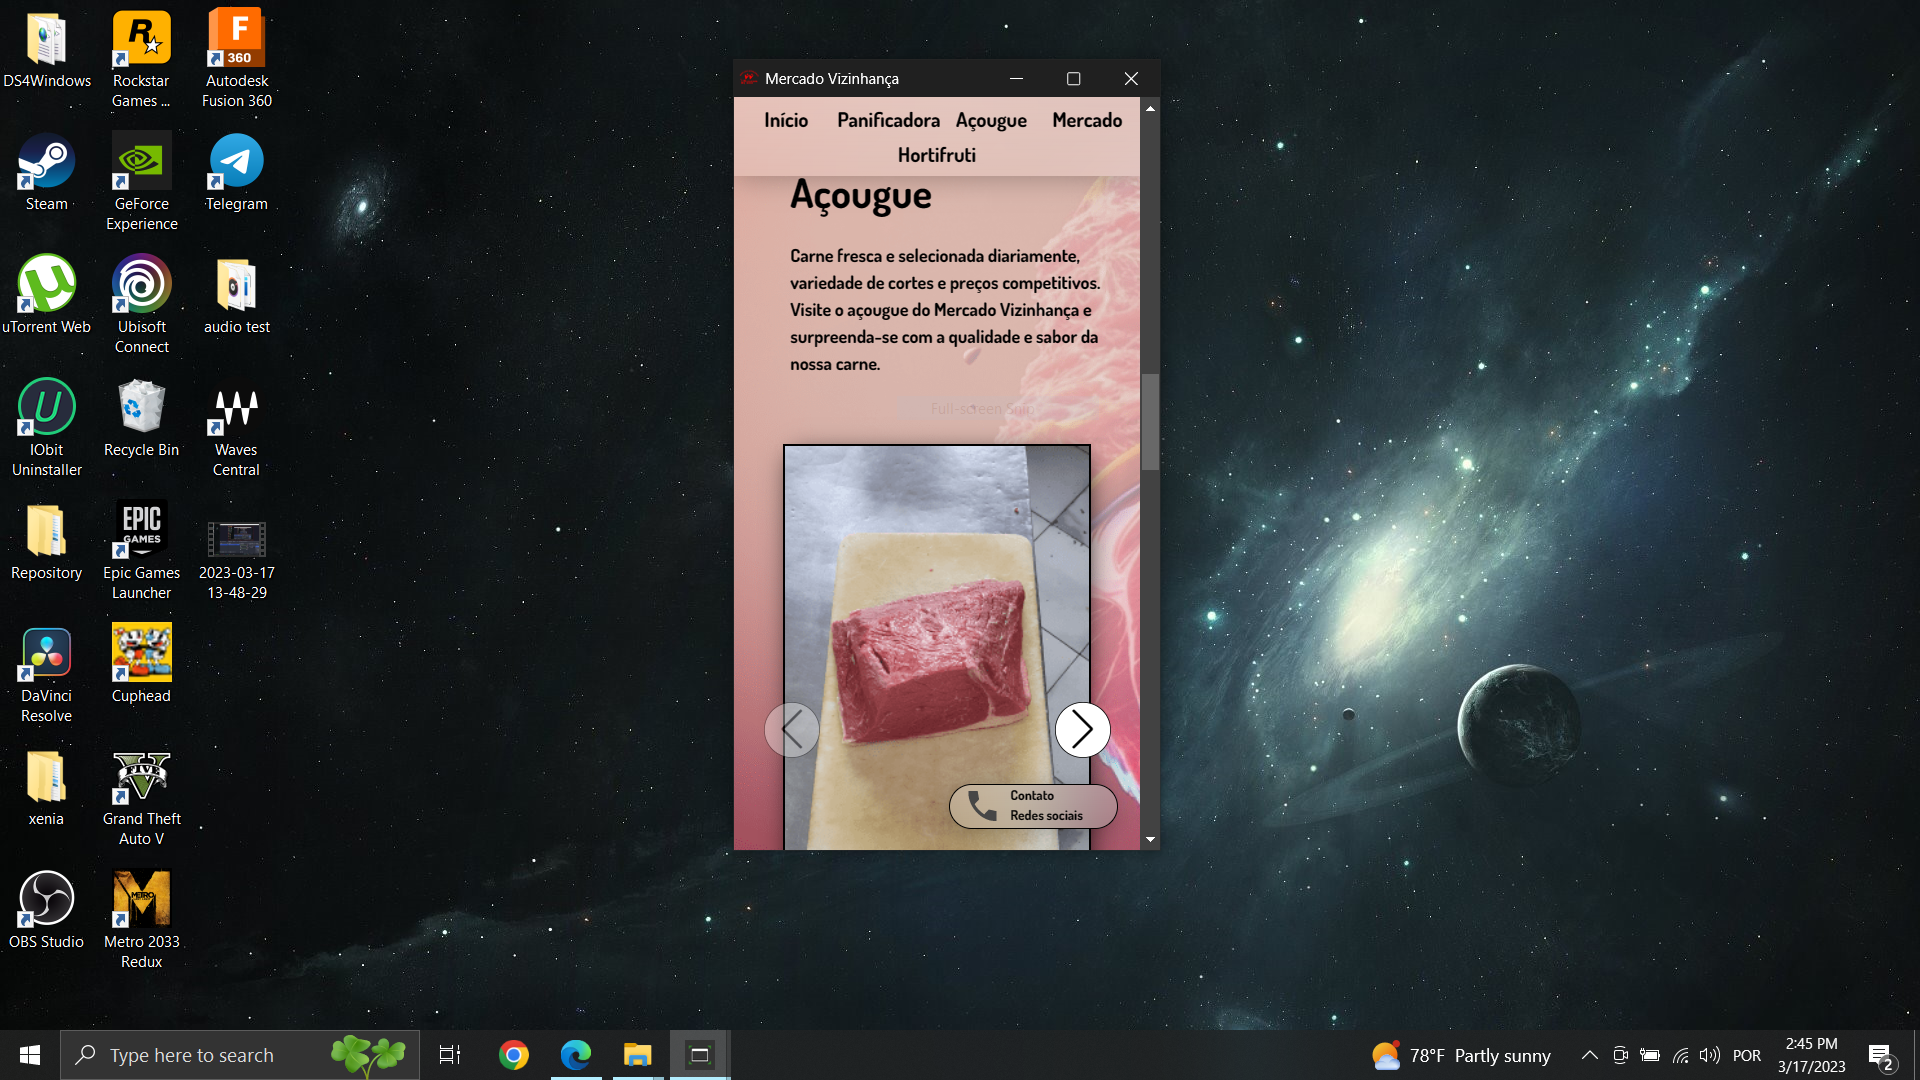 DS4Windows
Rockstar
Games ...
Autodesk
Fusion 360
F
360
R
Steam
GeForce
Experience
Telegram
uTorrent Web
Ubisoft
Connect
audio test
IObit
Uninstaller
Recycle Bin
Waves
Central
Repository
EPIC
GAMES
Epic Games
Launcher
2023-03-17
13-48-29
DaVinci
Resolve
Cuphead
xenia
FIVE
Grand Theft
Auto V
OBS Studio
METRO
Metro 2033
Redux
Mercado Vizinhança
Início Panificadora Açougue Mercado
Hortifruti
Açougue
Carne fresca e selecionada diariamente,
variedade de cortes e preços competitivos.
Visite o açougue do Mercado Vizinhança e
surpreenda-se com a qualidade e sabor da
nossa carne.
Full-screen Snip
Contato
Redes sociais
Type here to search
78°F Partly sunny
POR
2:45 PM
3/17/2023
2